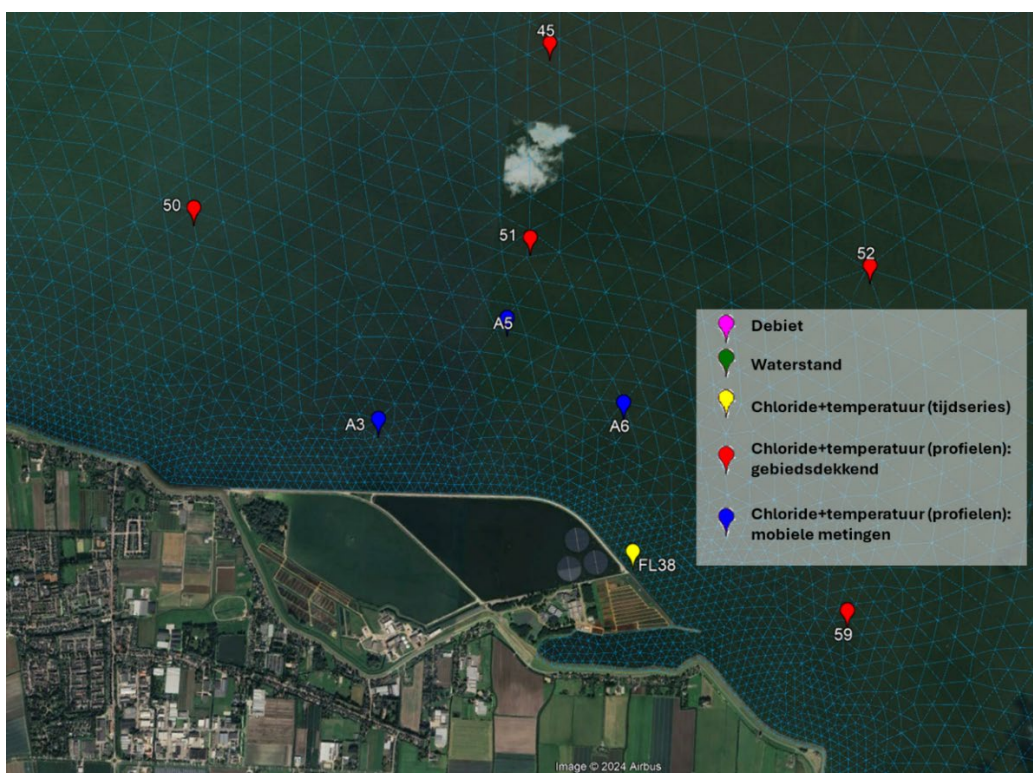 45
50
51
52
A5
A3
A6
FL38
59
Debiet
Waterstand
Chloride+temperatuur (tijdseries)
Chloride+temperatuur (profielen):
gebiedsdekkend
Chloride+temperatuur (profielen):
mobiele metingen
Image © 2024 Airbus